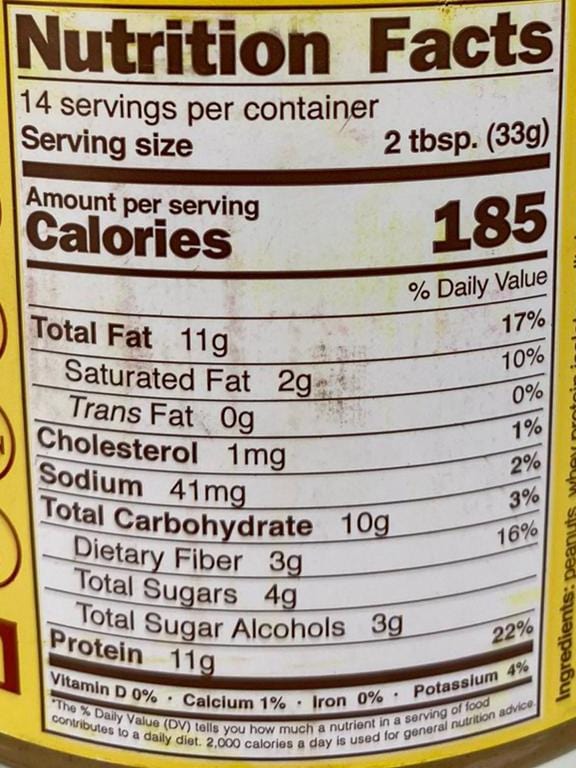 Nutrition Facts
14 servings per container
Serving size 2 tbsp. (33g)
Amount per serving
Calories 185
% Daily Value
Total Fat 11g 17%
Saturated Fat 2g 10%
Trans Fat 0g 0%
Cholesterol 1mg 1%
Sodium 41mg 2%
Total Carbohydrate 10g 3%
Dietary Fiber 3g 16%
Total Sugars 4g
Total Sugar Alcohols 3g
Protein 11g 22%
Vitamin D 0% · Calcium 1% · Iron 0% · Potassium 4%
*The % Daily Value (DV) tells you how much a nutrient in a serving of food
contributes to a daily diet. 2,000 calories a day is used for general nutrition advice.
Ingredients: peanuts, whey protein